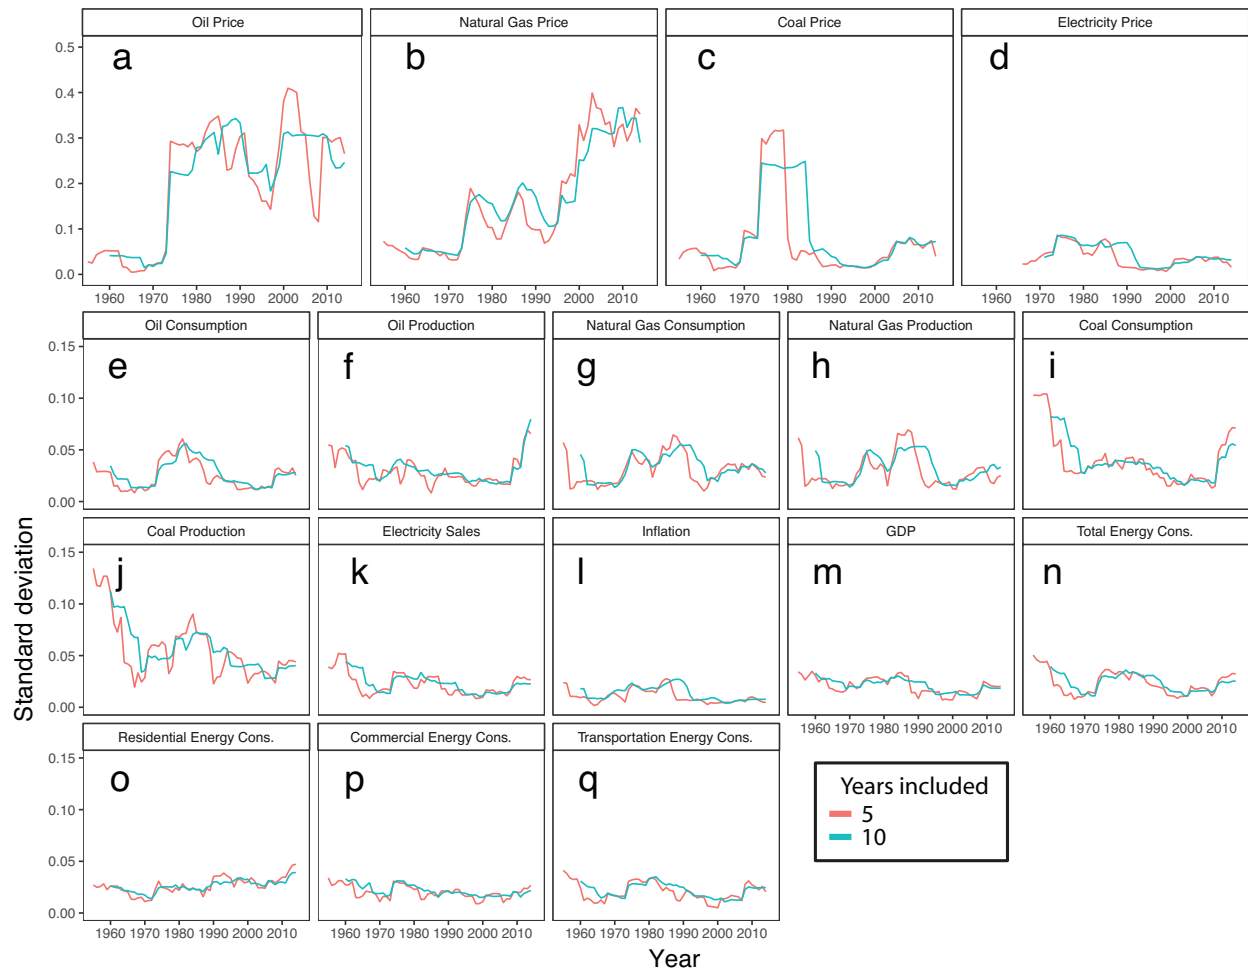 Oil Price Natural Gas Price Coal Price Electricity Price
a b c d
0.5
0.4
0.3
0.2
0.1
0.0
1960 1970 1980 1990 2000 2010 1960 1970 1980 1990 2000 2010 1960 1970 1980 1990 2000 2010 1960 1970 1980 1990 2000 2010
Oil Consumption Oil Production Natural Gas Consumption Natural Gas Production Coal Consumption
e f g h i
0.15
0.10
0.05
0.00
Coal Production Electricity Sales Inflation GDP Total Energy Cons.
j k l m n
0.15
0.10
0.05
0.00
1960 1970 1980 1990 2000 2010 1960 1970 1980 1990 2000 2010
Residential Energy Cons. Commercial Energy Cons. Transportation Energy Cons.
o p q
0.15
0.10
0.05
0.00
1960 1970 1980 1990 2000 2010 1960 1970 1980 1990 2000 2010 1960 1970 1980 1990 2000 2010
Standard deviation
Year
Years included
5
10